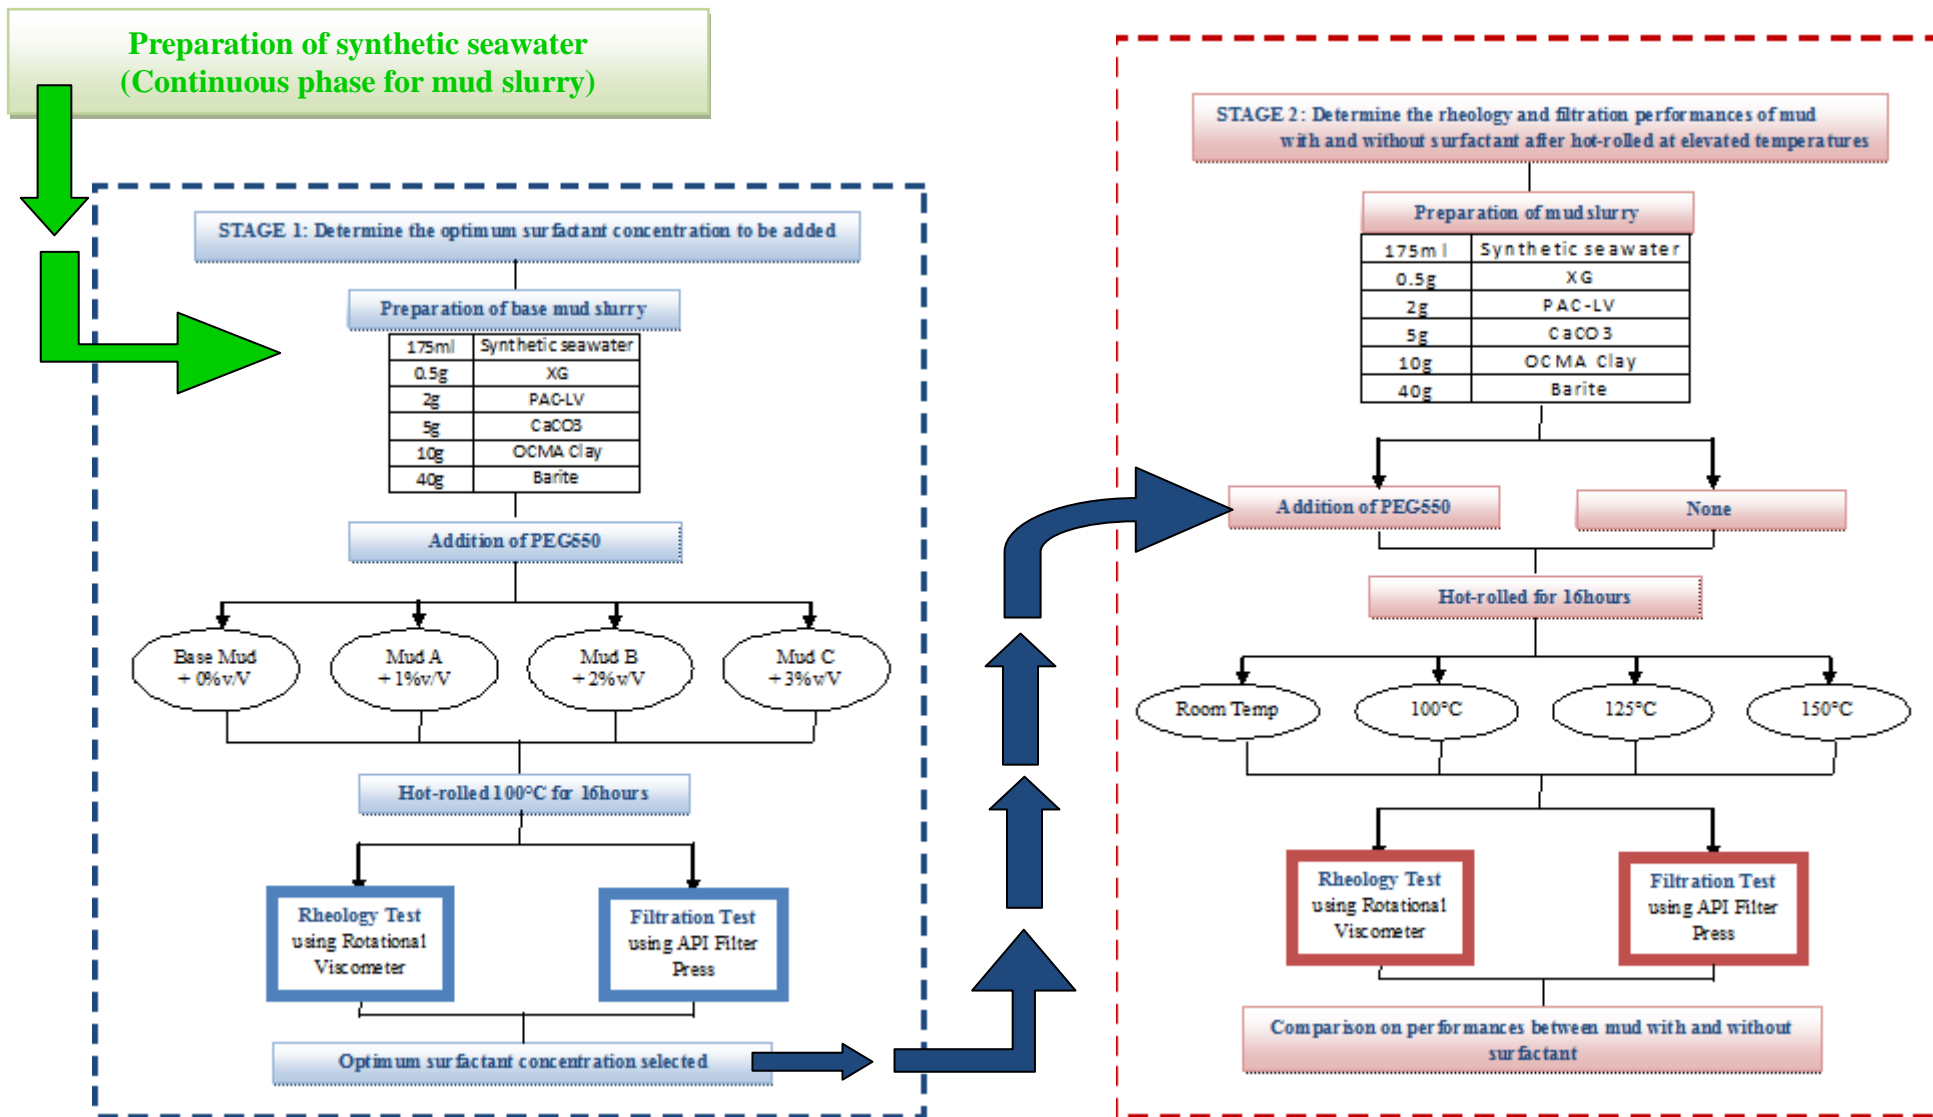 Preparation of synthetic seawater
(Continuous phase for mud slurry)
STAGE 1: Determine the optimum surfactant concentration to be added
Preparation of base mud slurry
175ml Synthetic seawater
0.5g XG
2g PAC-LV
5g CaCO3
10g OCMA Clay
40g Barite
Addition of PEG550
Base Mud
+ 0%v/V
Mud A
+ 1%v/V
Mud B
+ 2%v/V
Mud C
+ 3%v/V
Hot-rolled 100°C for 16hours
Rheology Test
using Rotational
Viscometer
Filtration Test
using API Filter
Press
Optimum surfactant concentration selected
STAGE 2: Determine the rheology and filtration performances of mud
with and without surfactant after hot-rolled at elevated temperatures
Preparation of mud slurry
175ml Synthetic seawater
0.5g XG
2g PAC-LV
5g CaCO3
10g OCMA Clay
40g Barite
Addition of PEG550
None
Hot-rolled for 16hours
Room Temp
100°C
125°C
150°C
Rheology Test
using Rotational
Viscometer
Filtration Test
using API Filter
Press
Comparison on performances between mud with and without
surfactant